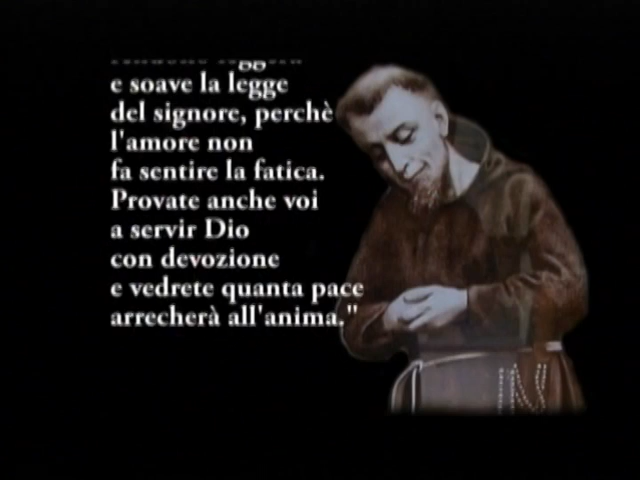 e soave la legge
del signore, perchè
l'amore non
fa sentire la fatica.
Provate anche voi
a servir Dio
con devozione
e vedrete quanta pace
arrecherà all'anima."